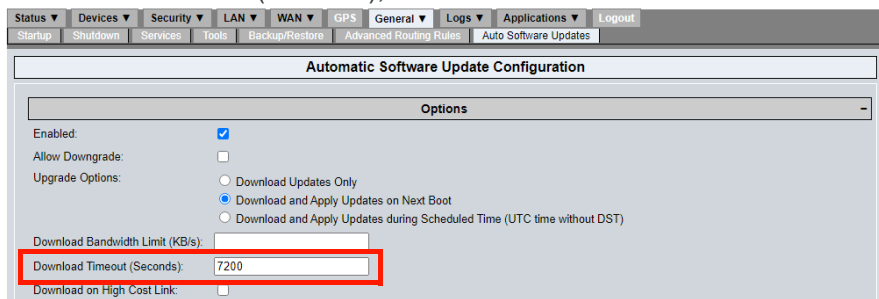 Status ▼ Devices ▼ Security ▼ LAN ▼ WAN ▼ GPS General ▼ Logs ▼ Applications ▼ Logout
Startup Shutdown Services Tools Backup/Restore Advanced Routing Rules Auto Software Updates
Automatic Software Update Configuration
Options −
Enabled:
Allow Downgrade:
Upgrade Options: Download Updates Only
Download and Apply Updates on Next Boot
Download and Apply Updates during Scheduled Time (UTC time without DST)
Download Bandwidth Limit (KB/s):
Download Timeout (Seconds): 7200
Download on High Cost Link: